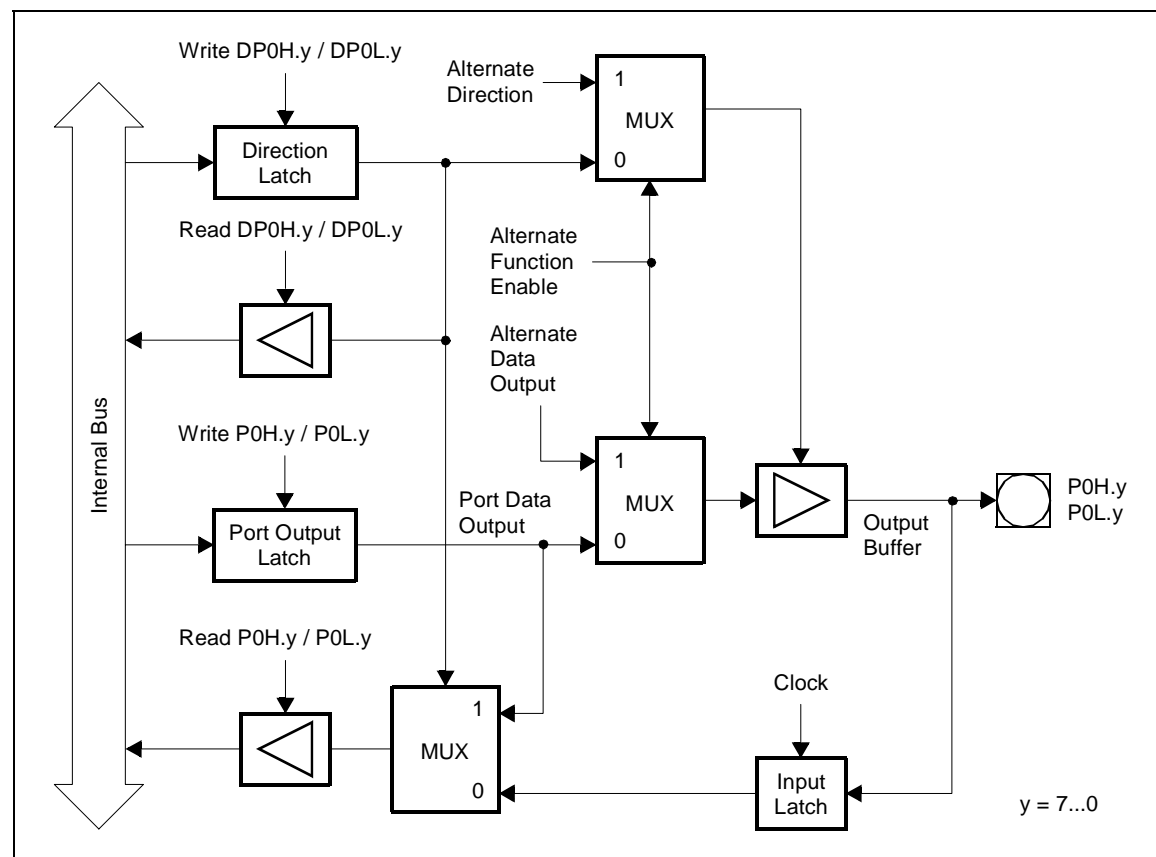 Write DP0H.y / DP0L.y
Alternate
Direction
1
MUX
0
Direction
Latch
Read DP0H.y / DP0L.y
Alternate
Function
Enable
Alternate
Data
Output
Internal Bus
Write P0H.y / P0L.y
Port Data
Output
1
MUX
0
Port Output
Latch
Output
Buffer
P0H.y
P0L.y
Read P0H.y / P0L.y
1
MUX
0
Clock
Input
Latch
y = 7...0